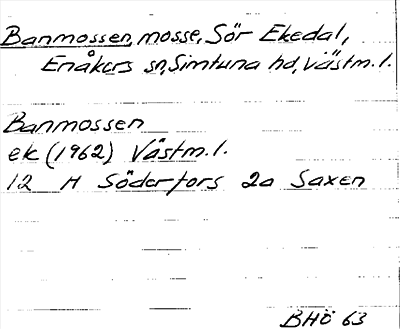 Banmossen, mosse, Sör Ekedal,
Enåkers sn, Simtuna hd, Västm. l.
Banmossen
ek (1962) Västm. l.
12 H Söderfors 2a Saxen
BHÖ 63